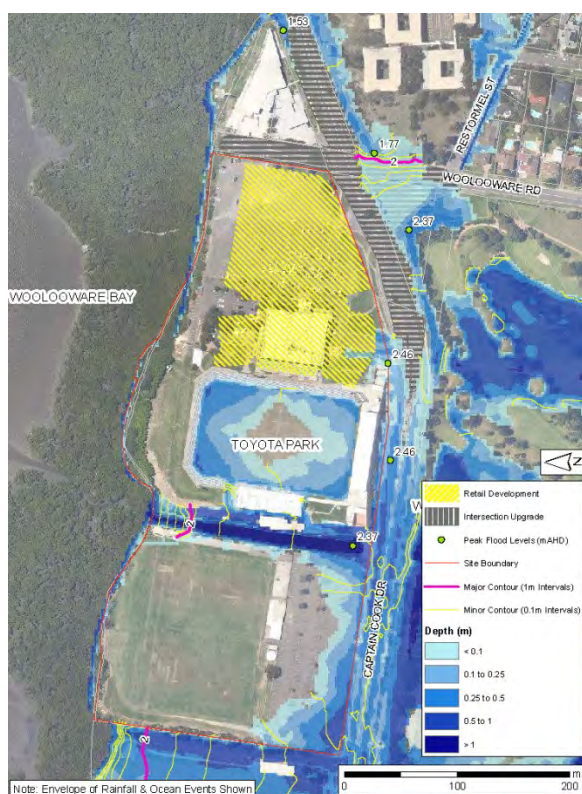 1.53
RESTORMEL ST
1.77
2
WOOLOOWARE RD
2.37
WOOLOOWARE BAY
2.46
TOYOTA PARK
2.46
N
W
2
2.37
CAPTAIN COOK DR
2
Retail Development
Intersection Upgrade
Peak Flood Levels (mAHD)
Site Boundary
Major Contour (1m Intervals)
Minor Contour (0.1m Intervals)
Depth (m)
< 0.1
0.1 to 0.25
0.25 to 0.5
0.5 to 1
> 1
m
0 100 200
Note: Envelope of Rainfall & Ocean Events Shown